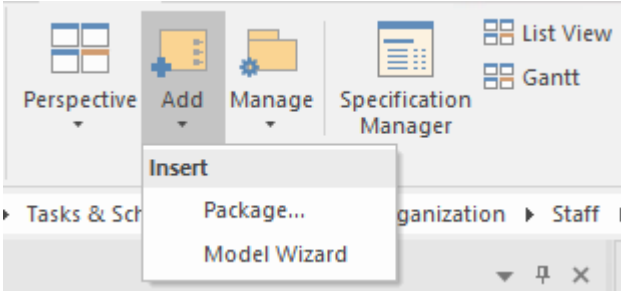 Perspective
Add
Manage
Specification
Manager
List View
Gantt
Insert
Package...
Model Wizard
Tasks & Sch
ganization
Staff